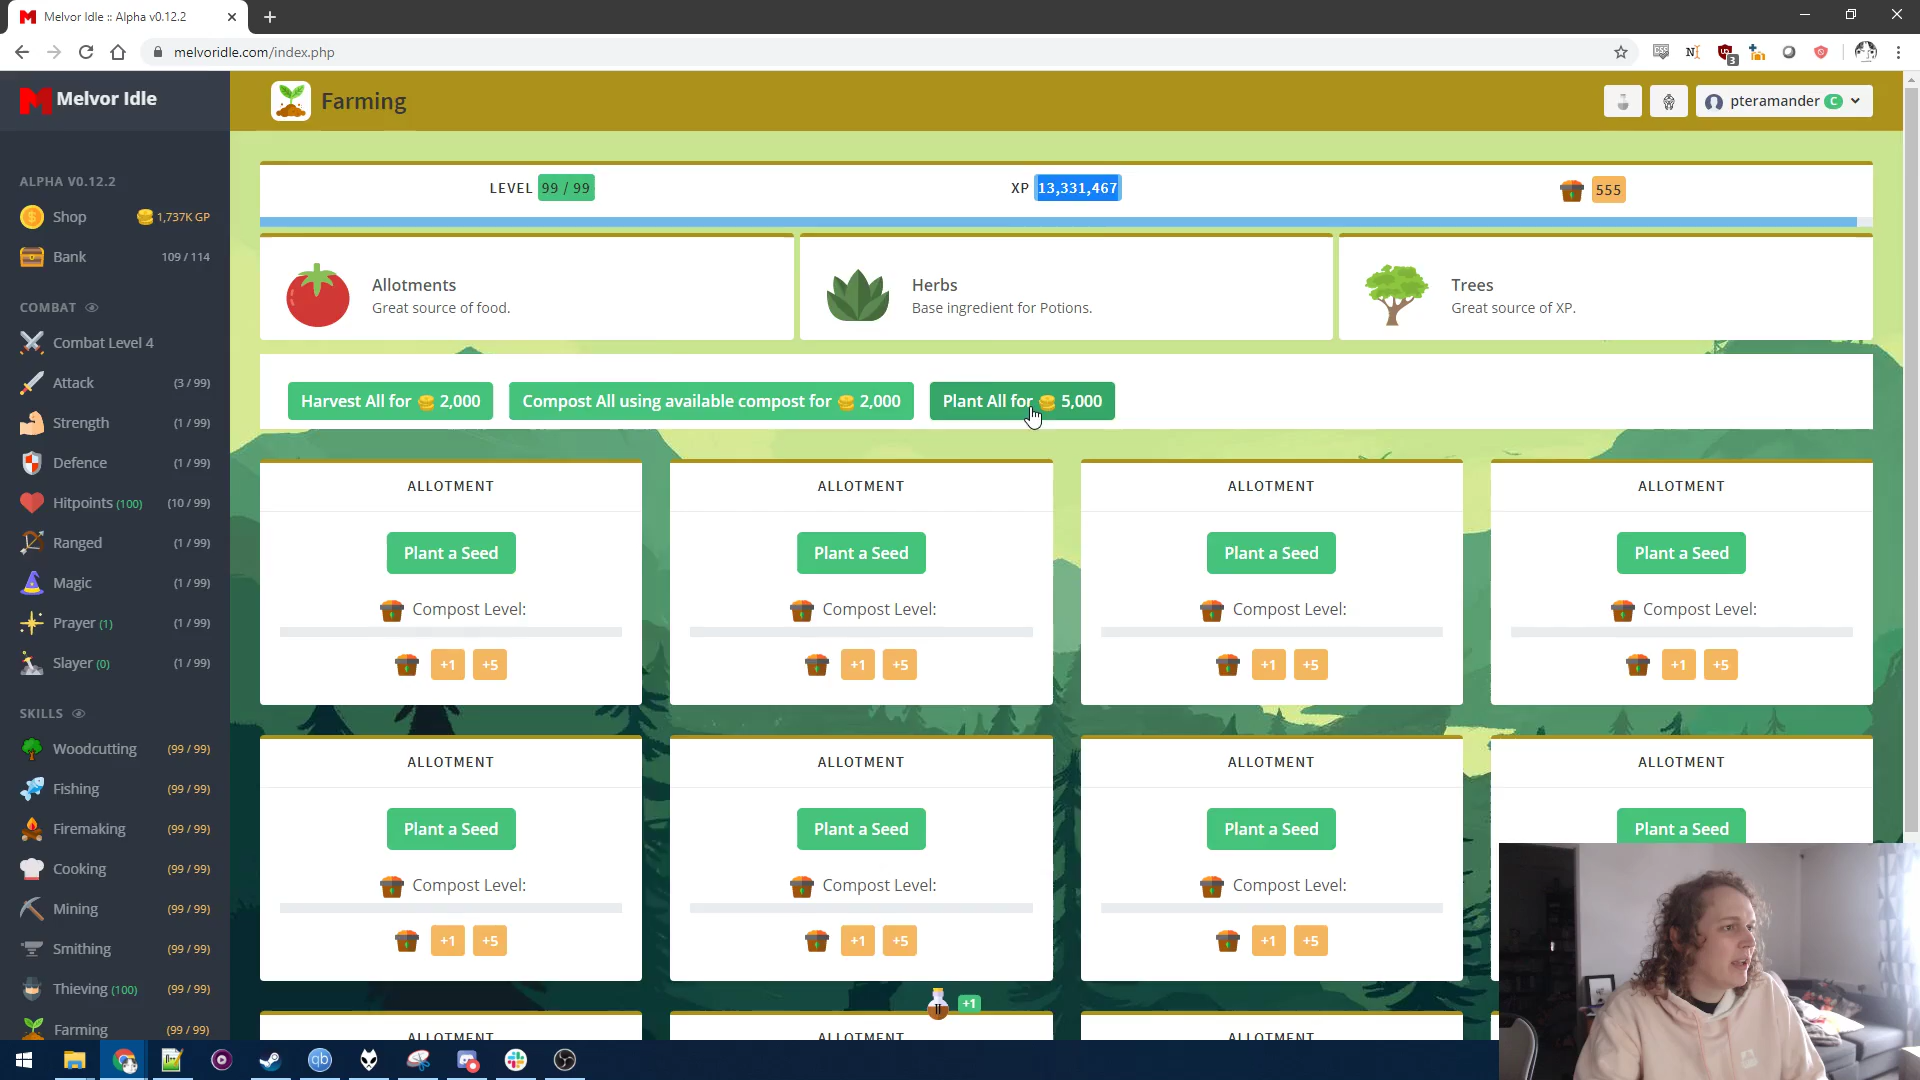 Melvor Idle :: Alpha v0.12.2
melvoridle.com/index.php
3
Melvor Idle
Farming
pteramander C
ALPHA V0.12.2
Shop 1,737K GP
Bank 109 / 114
COMBAT
Combat Level 4
Attack (3 / 99)
Strength (1 / 99)
Defence (1 / 99)
Hitpoints (100) (10 / 99)
Ranged (1 / 99)
Magic (1 / 99)
Prayer (1) (1 / 99)
Slayer (0) (1 / 99)
SKILLS
Woodcutting (99 / 99)
Fishing (99 / 99)
Firemaking (99 / 99)
Cooking (99 / 99)
Mining (99 / 99)
Smithing (99 / 99)
Thieving (100) (99 / 99)
Farming (99 / 99)
LEVEL 99 / 99 XP 13,331,467 555
Allotments
Great source of food.
Herbs
Base ingredient for Potions.
Trees
Great source of XP.
Harvest All for 2,000 Compost All using available compost for 2,000 Plant All for 5,000
ALLOTMENT ALLOTMENT ALLOTMENT ALLOTMENT
Plant a Seed Plant a Seed Plant a Seed Plant a Seed
Compost Level: Compost Level: Compost Level: Compost Level:
+1 +5 +1 +5 +1 +5 +1 +5
ALLOTMENT ALLOTMENT ALLOTMENT ALLOTMENT
Plant a Seed Plant a Seed Plant a Seed Plant a Seed
Compost Level: Compost Level: Compost Level:
+1 +5 +1 +5 +1 +5
+1
ALLOTMENT ALLOTMENT ALLOTMENT ALLOTMENT
qb